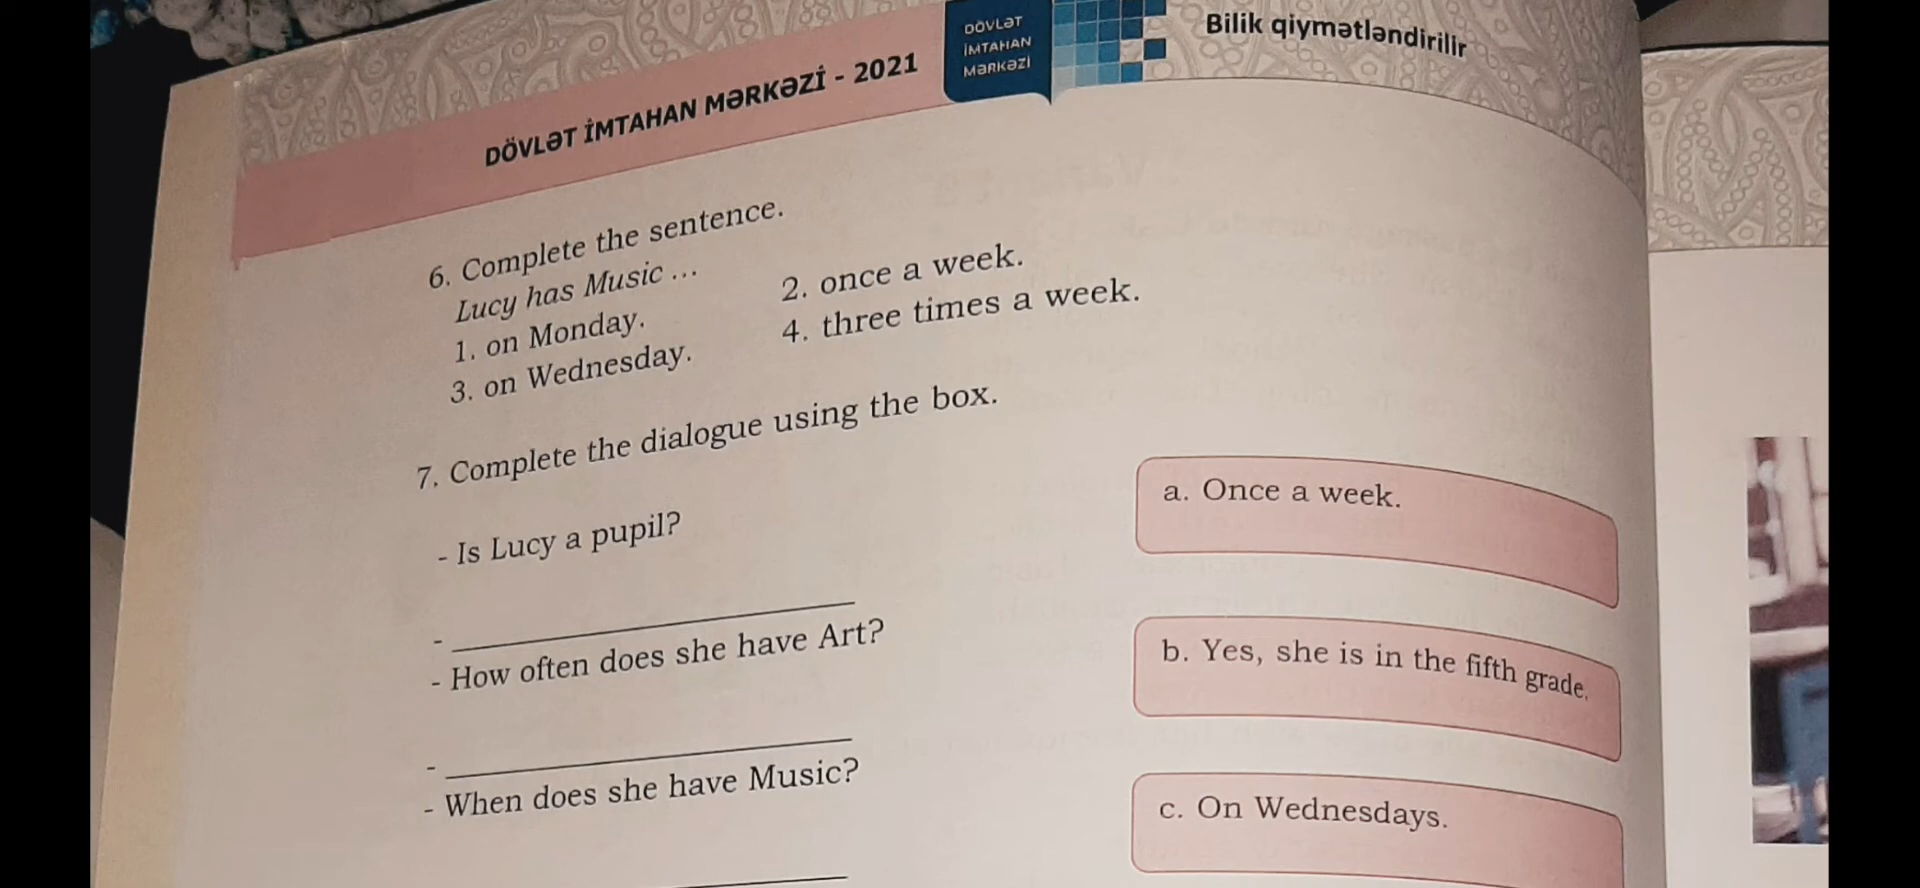 DÖVLƏT İMTAHAN MƏRKƏZİ - 2021
DÖVLƏT
İMTAHAN
MƏRKƏZİ
Bilik qiymətləndirilir
6. Complete the sentence.
Lucy has Music ...
1. on Monday.
2. once a week.
3. on Wednesday.
4. three times a week.
7. Complete the dialogue using the box.
- Is Lucy a pupil?
-
- How often does she have Art?
-
- When does she have Music?
a. Once a week.
b. Yes, she is in the fifth grade.
c. On Wednesdays.